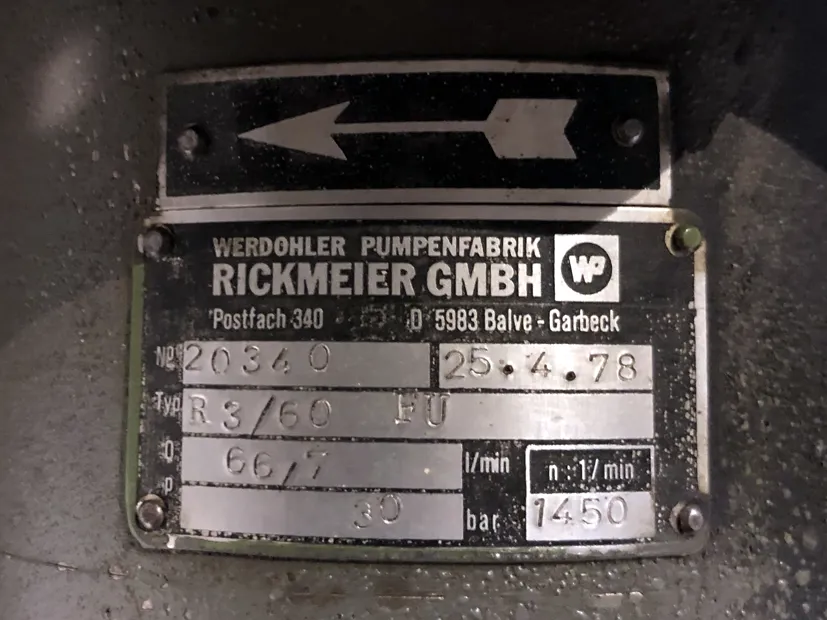 WERDOHLER PUMPENFABRIK
RICKMEIER GMBH
WP
Postfach 340 D 5983 Balve - Garbeck
Nº 20340 25.4.78
Typ R3/60 FU
Q 66,7 l/min n : 1/min
p 30 bar 1450